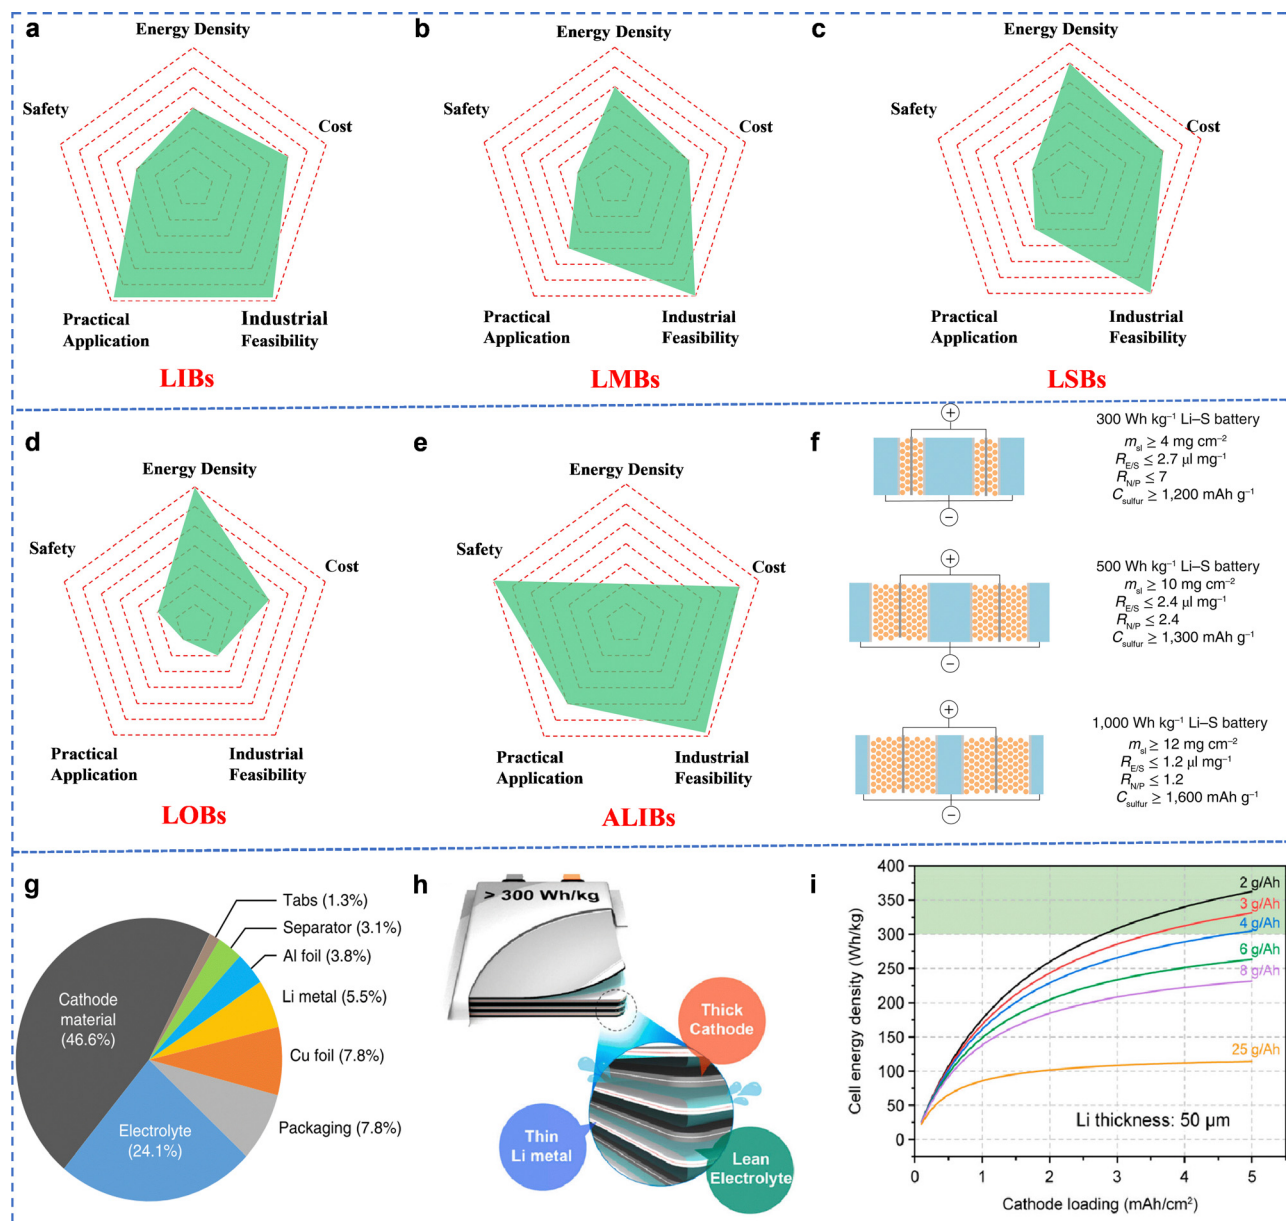 a
Energy Density
Safety
Cost
Practical
Application
Industrial
Feasibility
LIBs
b
Energy Density
Safety
Cost
Practical
Application
Industrial
Feasibility
LMBs
c
Energy Density
Safety
Cost
Practical
Application
Industrial
Feasibility
LSBs
d
Energy Density
Safety
Cost
Practical
Application
Industrial
Feasibility
LOBs
e
Energy Density
Safety
Cost
Practical
Application
Industrial
Feasibility
ALIBs
f
+
−
300 Wh kg⁻¹ Li–S battery
m_sl ≥ 4 mg cm⁻²
R_E/S ≤ 2.7 µl mg⁻¹
R_N/P ≤ 7
C_sulfur ≥ 1,200 mAh g⁻¹
+
−
500 Wh kg⁻¹ Li–S battery
m_sl ≥ 10 mg cm⁻²
R_E/S ≤ 2.4 µl mg⁻¹
R_N/P ≤ 2.4
C_sulfur ≥ 1,300 mAh g⁻¹
+
−
1,000 Wh kg⁻¹ Li–S battery
m_sl ≥ 12 mg cm⁻²
R_E/S ≤ 1.2 µl mg⁻¹
R_N/P ≤ 1.2
C_sulfur ≥ 1,600 mAh g⁻¹
g
Tabs (1.3%)
Separator (3.1%)
Al foil (3.8%)
Li metal (5.5%)
Cu foil (7.8%)
Packaging (7.8%)
Cathode
material
(46.6%)
Electrolyte
(24.1%)
h
> 300 Wh/kg
Thick
Cathode
Thin
Li metal
Lean
Electrolyte
i
Cell energy density (Wh/kg)
400
350
300
250
200
150
100
50
0
2 g/Ah
3 g/Ah
4 g/Ah
6 g/Ah
8 g/Ah
25 g/Ah
Li thickness: 50 µm
0 1 2 3 4 5
Cathode loading (mAh/cm²)